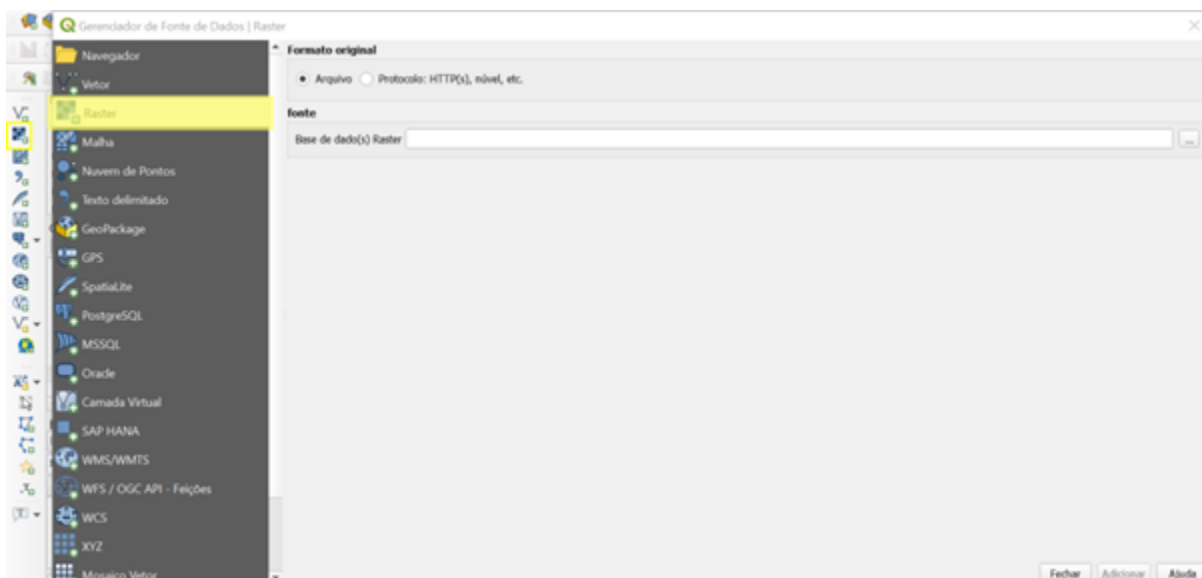 Gerenciador de Fonte de Dados | Raster
Navegador
Vetor
Raster
Malha
Nuvem de Pontos
Texto delimitado
GeoPackage
GPS
SpatiaLite
PostgreSQL
MSSQL
Oracle
Camada Virtual
SAP HANA
WMS/WMTS
WFS / OGC API - Feições
WCS
XYZ
Mosaico Vetor
Formato original
Arquivo Protocolo: HTTP(s), núvel, etc.
fonte
Base de dado(s) Raster ...
Fechar Adicionar Ajuda